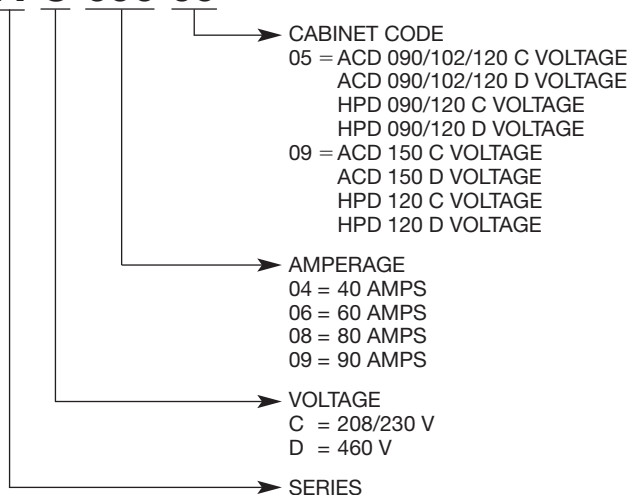 CABINET CODE
05 = ACD 090/102/120 C VOLTAGE
ACD 090/102/120 D VOLTAGE
HPD 090/120 C VOLTAGE
HPD 090/120 D VOLTAGE
09 = ACD 150 C VOLTAGE
ACD 150 D VOLTAGE
HPD 120 C VOLTAGE
HPD 120 D VOLTAGE
AMPERAGE
04 = 40 AMPS
06 = 60 AMPS
08 = 80 AMPS
09 = 90 AMPS
VOLTAGE
C = 208/230 V
D = 460 V
SERIES